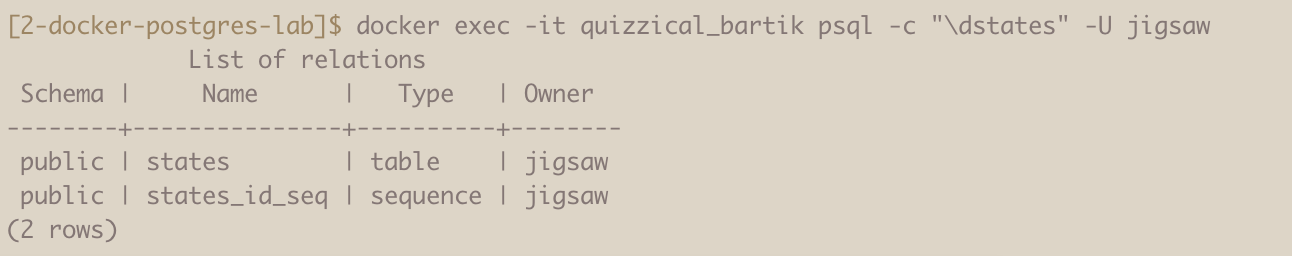 [2-docker-postgres-lab]$ docker exec -it quizzical_bartik psql -c "\dstates" -U jigsaw
             List of relations
 Schema |     Name      |   Type   | Owner
--------+---------------+----------+--------
 public | states        | table    | jigsaw
 public | states_id_seq | sequence | jigsaw
(2 rows)